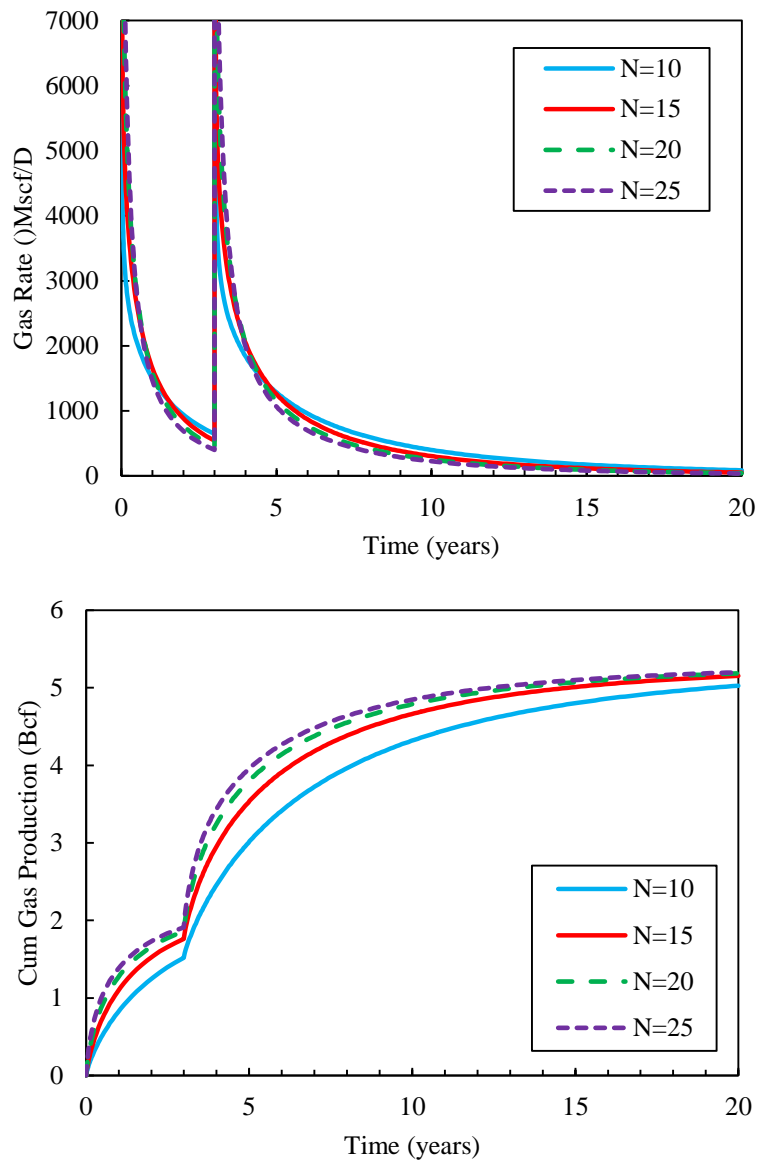 7000
6000
5000
4000
3000
2000
1000
0
Gas Rate ()Mscf/D
N=10
N=15
N=20
N=25
0 5 10 15 20
Time (years)
6
5
4
3
2
1
0
Cum Gas Production (Bcf)
N=10
N=15
N=20
N=25
0 5 10 15 20
Time (years)